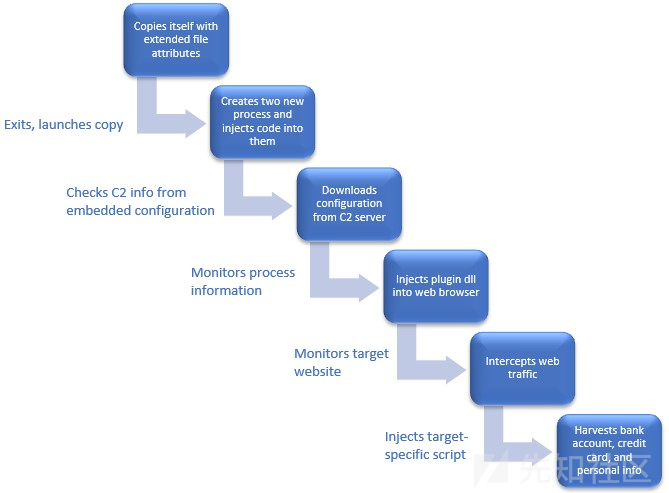 Copies itself with
extended file
attributes
Exits, launches copy
Creates two new
process and
injects code into
them
Checks C2 info from
embedded configuration
Downloads
configuration
from C2 server
Monitors process
information
Injects plugin dll
into web browser
Monitors target
website
Intercepts web
traffic
Injects target-
specific script
Harvests bank
account, credit
card, and
personal info
先知社区